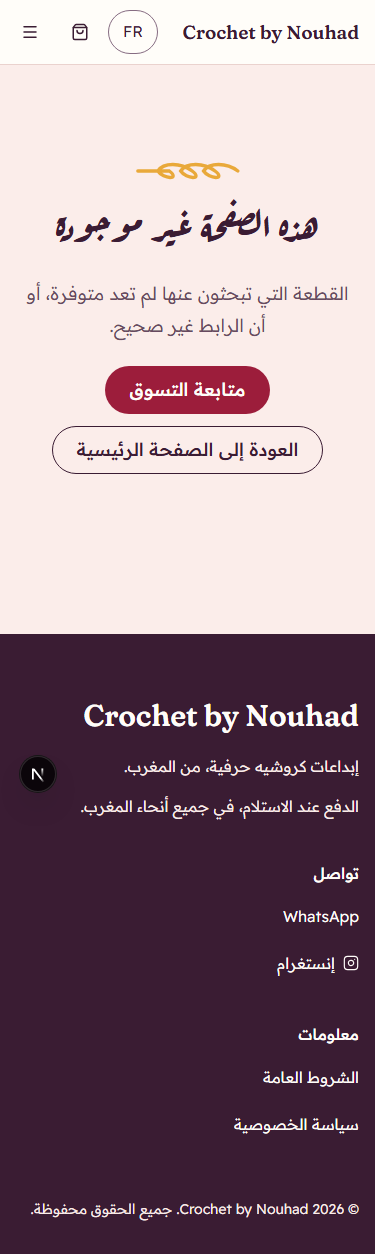 Crochet by Nouhad
FR
هذه الصفحة غير موجودة
القطعة التي تبحثون عنها لم تعد متوفرة، أو
أن الرابط غير صحيح.
متابعة التسوق
العودة إلى الصفحة الرئيسية
Crochet by Nouhad
إبداعات كروشيه حرفية، من المغرب.
الدفع عند الاستلام، في جميع أنحاء المغرب.
N
تواصل
WhatsApp
إنستغرام
معلومات
الشروط العامة
سياسة الخصوصية
© 2026 Crochet by Nouhad. جميع الحقوق محفوظة.